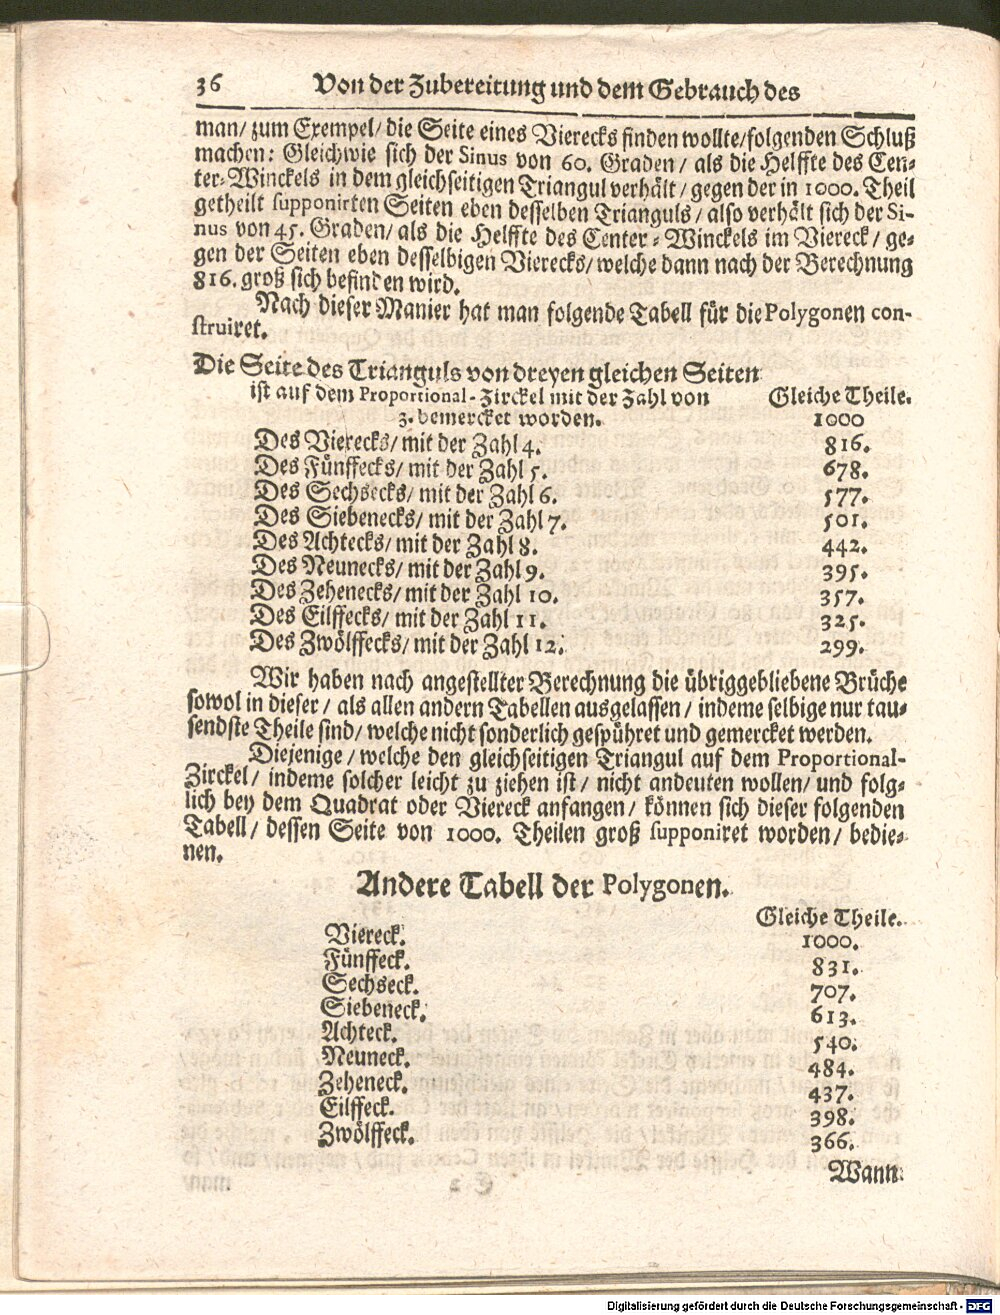 36 Von der Zubereitung und dem Gebrauch des
man/ zum Exempel/ die Seite eines Vierecks finden wollte/folgenden Schluß
machen: Gleichwie sich der Sinus von 60. Graden/ als die Helffte des Cen-
ter-Winckels in dem gleichseitigen Triangul verhält/ gegen der in 1000. Theil
getheilt supponirten Seiten eben desselben Trianguls/ also verhält sich der Si-
nus von 45. Graden/ als die Helffte des Center-Winckels im Viereck/ ge-
gen der Seiten eben desselbigen Vierecks/ welche dann nach der Berechnung
816. groß sich befinden wird.
Nach dieser Manier hat man folgende Tabell für die Polygonen con-
struiret.
Die Seite des Trianguls von dreyen gleichen Seiten
ist auf dem Proportional-Zirckel mit der Zahl von Gleiche Theile.
3. bemercket worden. 1000
Des Vierecks/ mit der Zahl 4. 816.
Des Fünffecks/ mit der Zahl 5. 678.
Des Sechsecks/ mit der Zahl 6. 577.
Des Siebenecks/ mit der Zahl 7. 501.
Des Achtecks/ mit der Zahl 8. 442.
Des Neunecks/ mit der Zahl 9. 395.
Des Zehenecks/ mit der Zahl 10. 357.
Des Eilffecks/ mit der Zahl 11. 325.
Des Zwölffecks/ mit der Zahl 12. 299.
Wir haben nach angestellter Berechnung die übriggebliebene Brüche
sowol in dieser/ als allen andern Tabellen ausgelassen/ indeme selbige nur tau-
sendste Theile sind/ welche nicht sonderlich gespühret und gemercket werden.
Diejenige/ welche den gleichseitigen Triangul auf dem Proportional-
Zirckel/ indeme solcher leicht zu ziehen ist/ nicht andeuten wollen/ und folg-
lich bey dem Quadrat oder Viereck anfangen/ können sich dieser folgenden
Tabell/ dessen Seite von 1000. Theilen groß supponiret worden/ bedie-
nen.
Andere Tabell der Polygonen.
Gleiche Theile.
Viereck. 1000.
Fünffeck. 831.
Sechseck. 707.
Siebeneck. 613.
Achteck. 540.
Neuneck. 484.
Zeheneck. 437.
Eilffeck. 398.
Zwölffeck. 366.
Wann
Digitalisierung gefördert durch die Deutsche Forschungsgemeinschaft - DFG